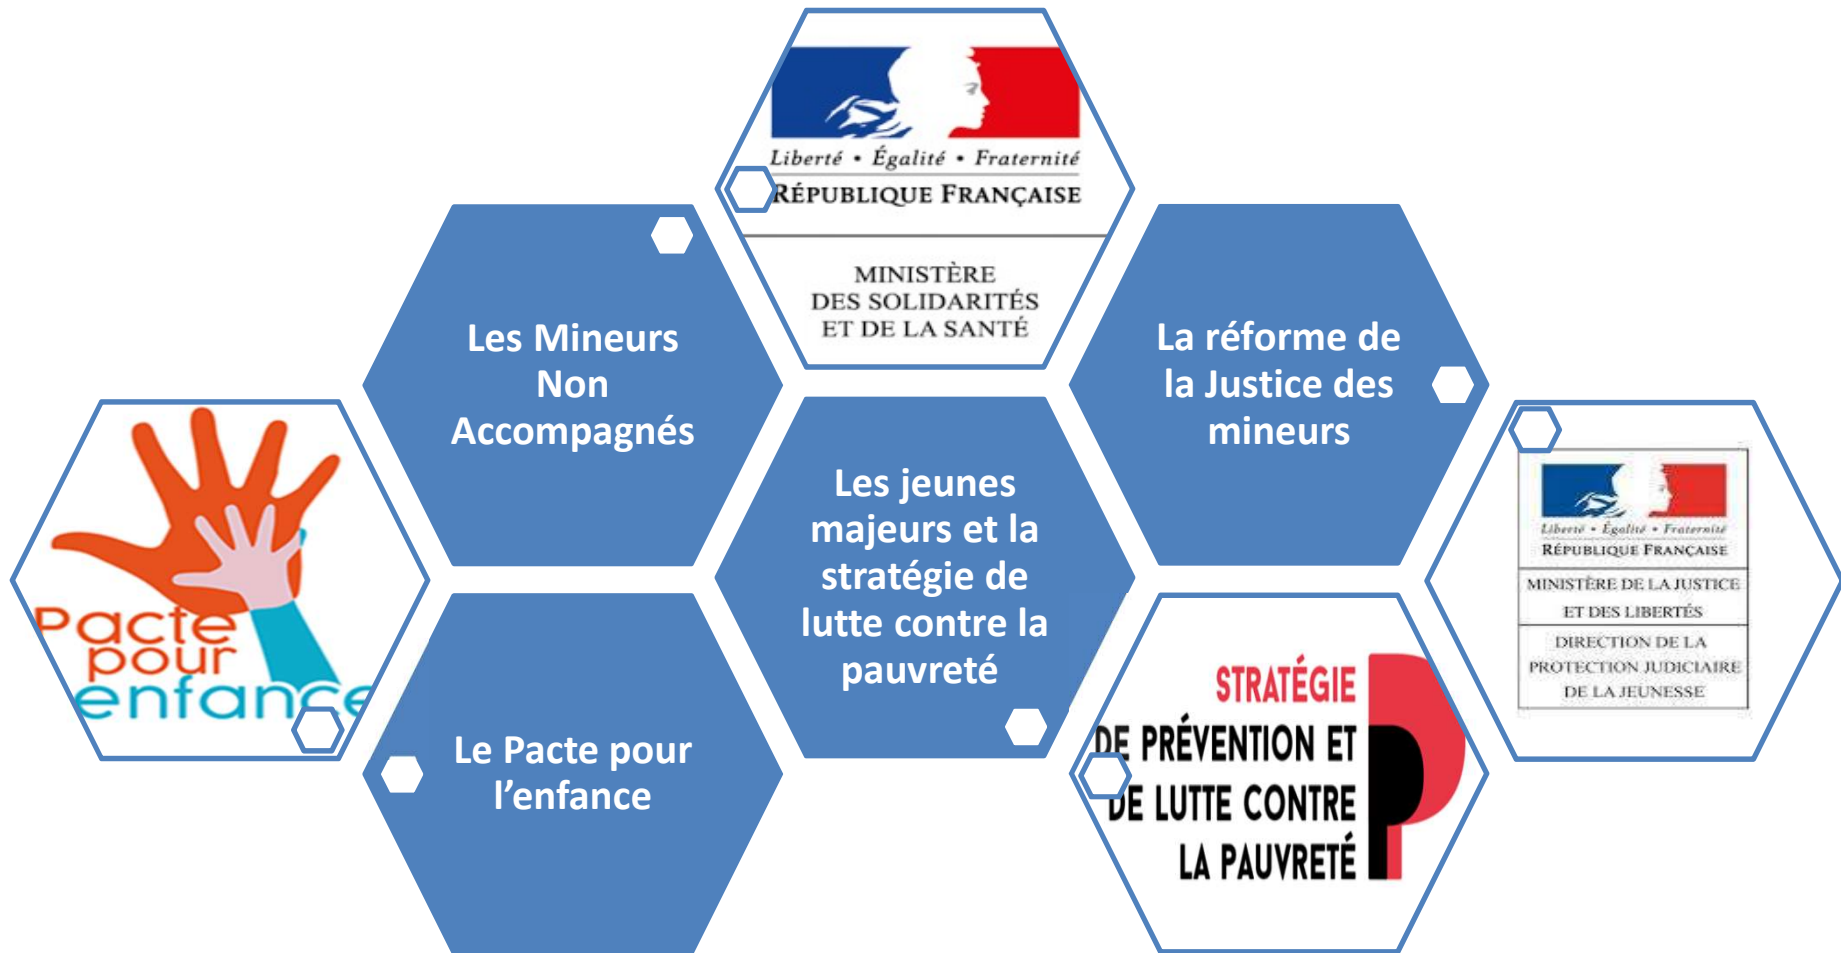 Liberté • Égalité • Fraternité
RÉPUBLIQUE FRANÇAISE
MINISTÈRE
DES SOLIDARITÉS
ET DE LA SANTÉ
Les Mineurs
Non
Accompagnés
La réforme de
la Justice des
mineurs
Pacte
pour
enfance
Les jeunes
majeurs et la
stratégie de
lutte contre la
pauvreté
Liberté • Égalité • Fraternité
RÉPUBLIQUE FRANÇAISE
MINISTÈRE DE LA JUSTICE
ET DES LIBERTÉS
DIRECTION DE LA
PROTECTION JUDICIAIRE
DE LA JEUNESSE
Le Pacte pour
l’enfance
STRATÉGIE
DE PRÉVENTION ET
DE LUTTE CONTRE
LA PAUVRETÉ